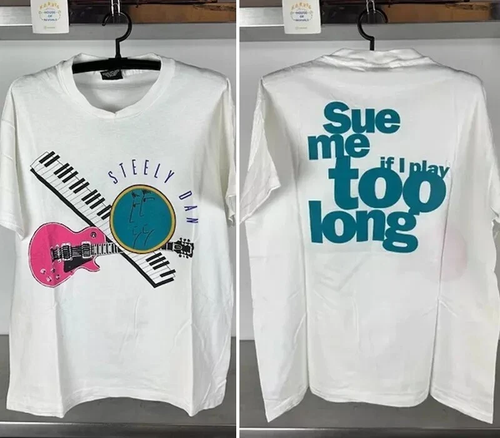 STEELY DAN
Sue
me if I play
too
long